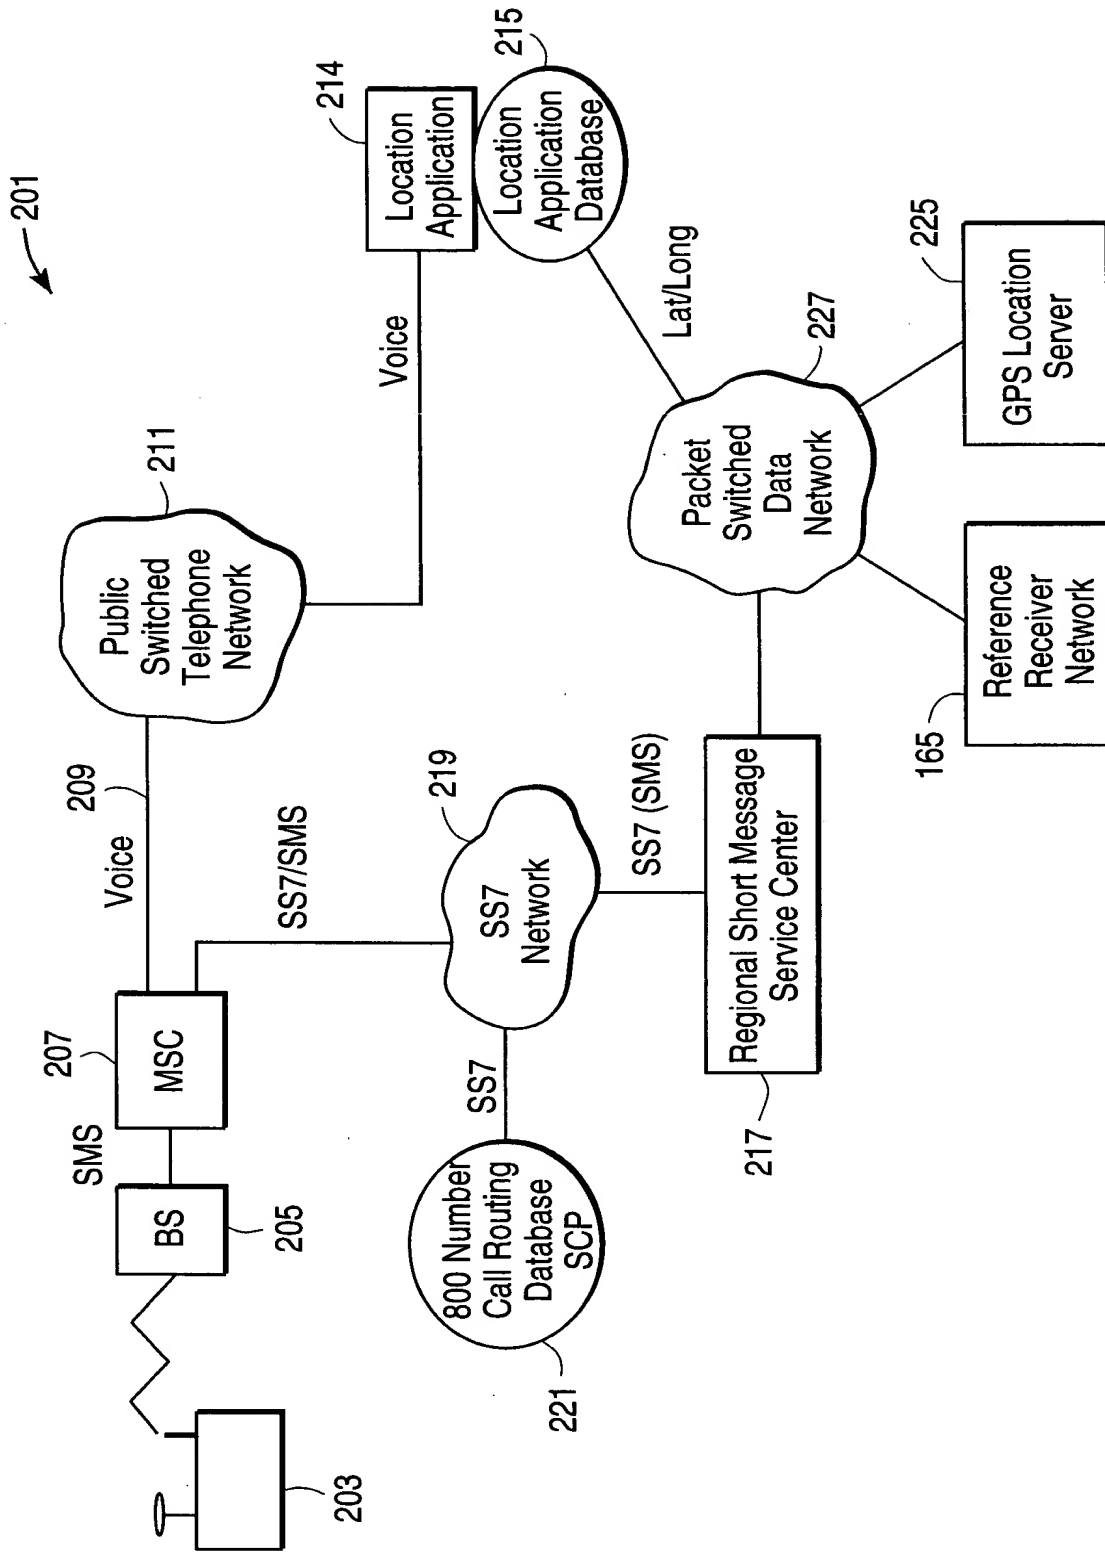 201
203
BS
205
SMS
MSC
207
Voice
209
Public
Switched
Telephone
Network
211
Voice
Location
Application
214
Location
Application
Database
215
SS7/SMS
800 Number
Call Routing
Database
SCP
221
SS7
SS7
Network
219
SS7 (SMS)
Regional Short Message
Service Center
217
Packet
Switched
Data
Network
227
Lat/Long
Reference
Receiver
Network
165
GPS Location
Server
225